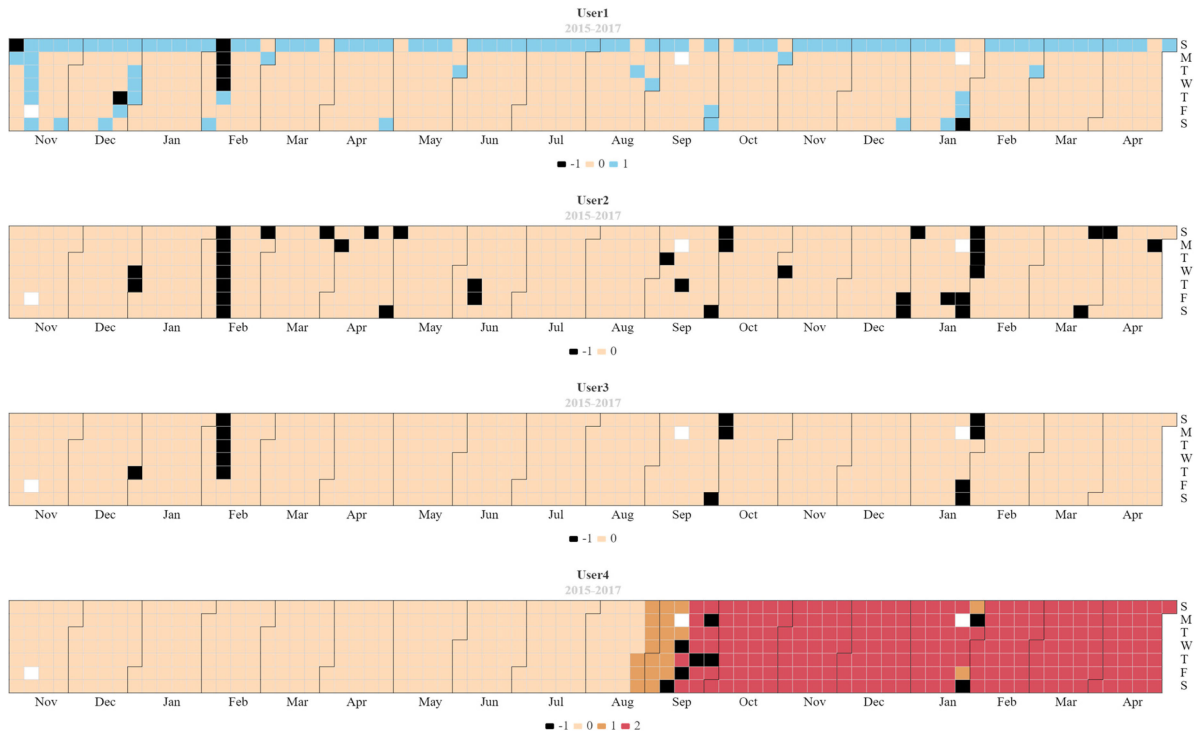 User1
2015-2017
S
M
T
W
T
F
S
Nov Dec Jan Feb Mar Apr May Jun Jul Aug Sep Oct Nov Dec Jan Feb Mar Apr
-1 0 1
User2
2015-2017
S
M
T
W
T
F
S
Nov Dec Jan Feb Mar Apr May Jun Jul Aug Sep Oct Nov Dec Jan Feb Mar Apr
-1 0
User3
2015-2017
S
M
T
W
T
F
S
Nov Dec Jan Feb Mar Apr May Jun Jul Aug Sep Oct Nov Dec Jan Feb Mar Apr
-1 0
User4
2015-2017
S
M
T
W
T
F
S
Nov Dec Jan Feb Mar Apr May Jun Jul Aug Sep Oct Nov Dec Jan Feb Mar Apr
-1 0 1 2